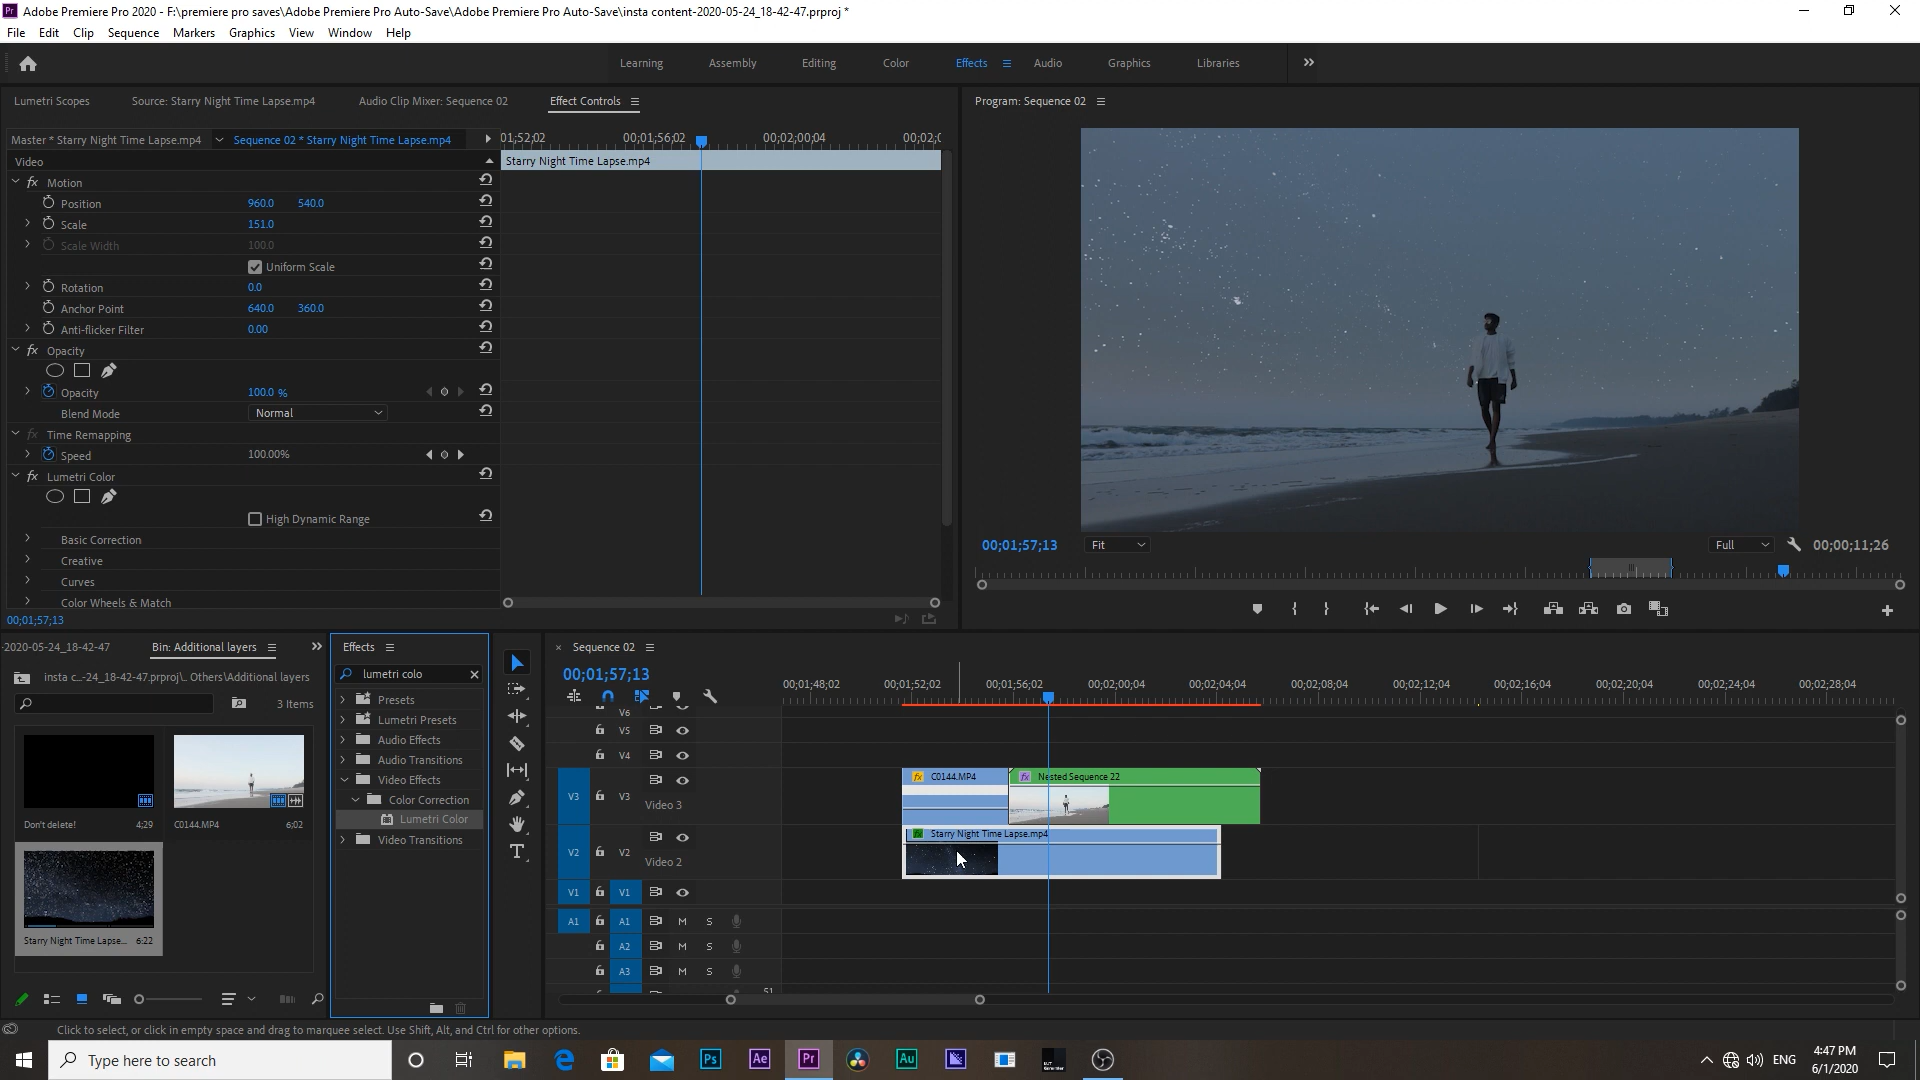 Adobe Premiere Pro 2020 - F:\premiere pro saves\Adobe Premiere Pro Auto-Save\Adobe Premiere Pro Auto-Save\insta content-2020-05-24_18-42-47.prproj *
File Edit Clip Sequence Markers Graphics View Window Help
Learning Assembly Editing Color Effects Audio Graphics Libraries
Lumetri Scopes Source: Starry Night Time Lapse.mp4 Audio Clip Mixer: Sequence 02 Effect Controls
Program: Sequence 02
Master * Starry Night Time Lapse.mp4 Sequence 02 * Starry Night Time Lapse.mp4
01;52;02 00;01;56;02 00;02;00;04 00;02;0
Video
Starry Night Time Lapse.mp4
fx Motion
Position 960.0 540.0
Scale 151.0
Scale Width 100.0
Uniform Scale
Rotation 0.0
Anchor Point 640.0 360.0
Anti-flicker Filter 0.00
fx Opacity
Opacity 100.0 %
Blend Mode Normal
fx Time Remapping
Speed 100.00%
fx Lumetri Color
High Dynamic Range
Basic Correction
Creative
Curves
Color Wheels & Match
00;01;57;13
00;01;57;13 Fit Full 00;00;11;26
-2020-05-24_18-42-47 Bin: Additional layers
insta c...-24_18-42-47.prproj\... Others\Additional layers
3 Items
Don't delete! 4;29
C0144.MP4 6;02
Starry Night Time Lapse... 6:22
Effects
lumetri colo
Presets
Lumetri Presets
Audio Effects
Audio Transitions
Video Effects
Color Correction
Lumetri Color
Video Transitions
Sequence 02
00;01;57;13
00;01;48;02 00;01;52;02 00;01;56;02 00;02;00;04 00;02;04;04 00;02;08;04 00;02;12;04 00;02;16;04 00;02;20;04 00;02;24;04 00;02;28;04
V6
V5
V4
V3 V3 Video 3
fx C0144.MP4 fx Nested Sequence 22
V2 V2 Video 2
fx Starry Night Time Lapse.mp4
V1 V1
A1 A1 M S
A2 M S
A3 M S
Click to select, or click in empty space and drag to marquee select. Use Shift, Alt, and Ctrl for other options.
Type here to search
Ps Ae Pr Au
ENG
4:47 PM
6/1/2020